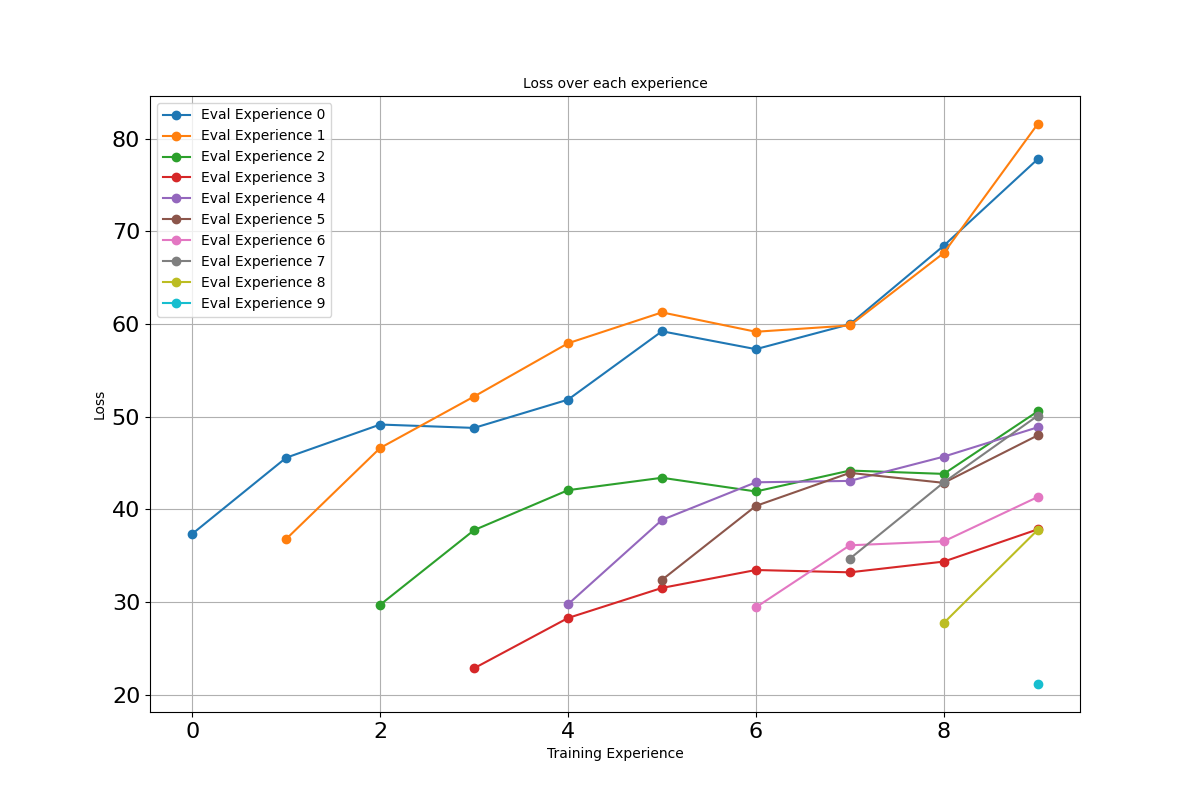 Loss over each experience
Eval Experience 0
Eval Experience 1
Eval Experience 2
Eval Experience 3
Eval Experience 4
Eval Experience 5
Eval Experience 6
Eval Experience 7
Eval Experience 8
Eval Experience 9
80
70
60
50
40
30
20
Loss
0 2 4 6 8
Training Experience